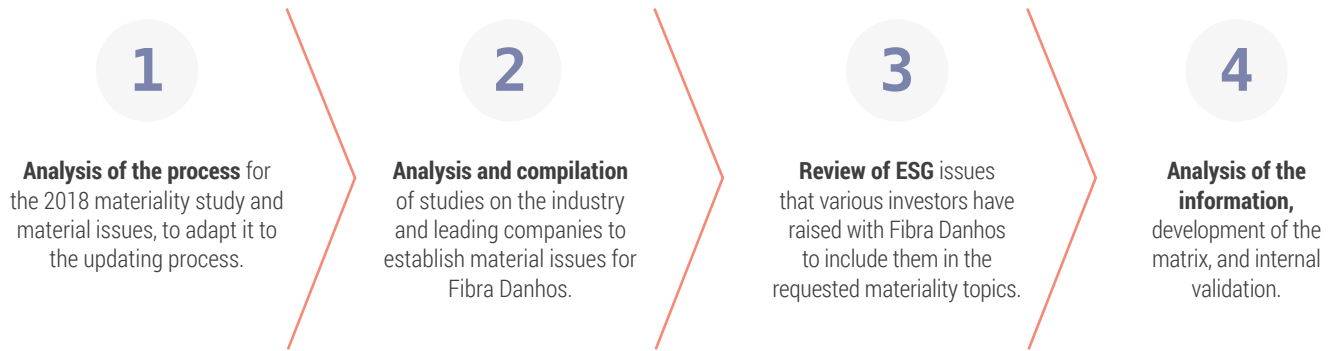 1
Analysis of the process for
the 2018 materiality study and
material issues, to adapt it to
the updating process.
2
Analysis and compilation
of studies on the industry
and leading companies to
establish material issues for
Fibra Danhos.
3
Review of ESG issues
that various investors have
raised with Fibra Danhos
to include them in the
requested materiality topics.
4
Analysis of the
information,
development of the
matrix, and internal
validation.